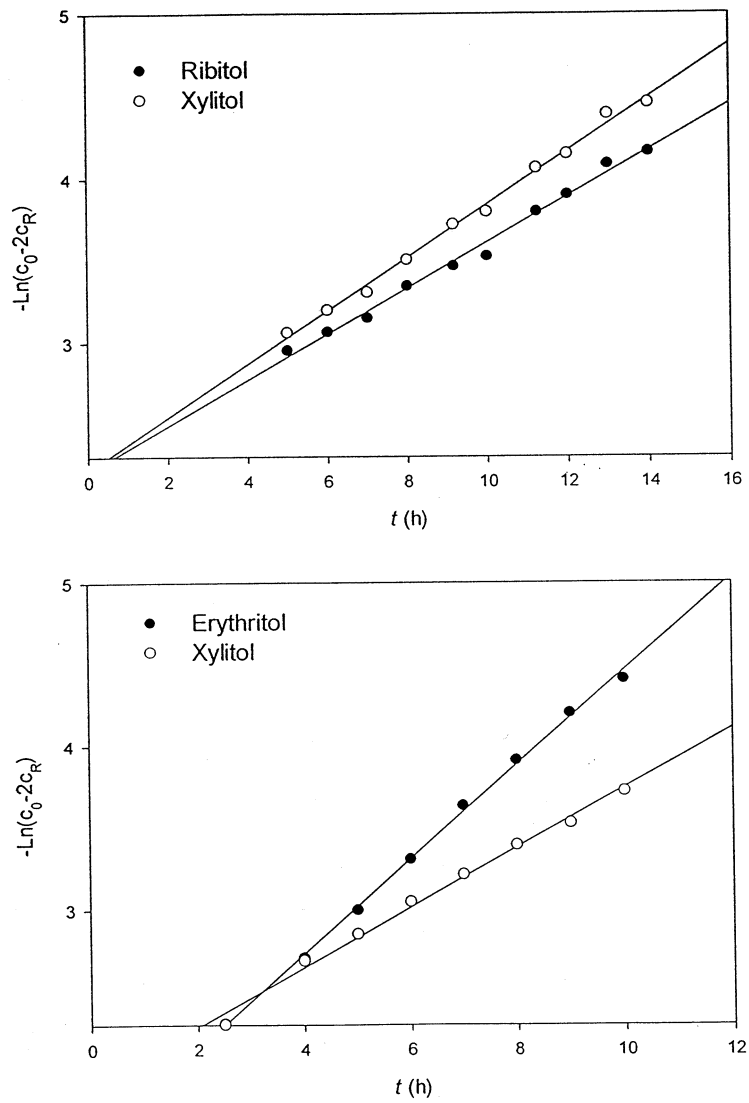 5
Ribitol
Xylitol
4
-Ln(c0-2cR)
3
0 2 4 6 8 10 12 14 16
t (h)
5
Erythritol
Xylitol
4
-Ln(c0-2cR)
3
0 2 4 6 8 10 12
t (h)